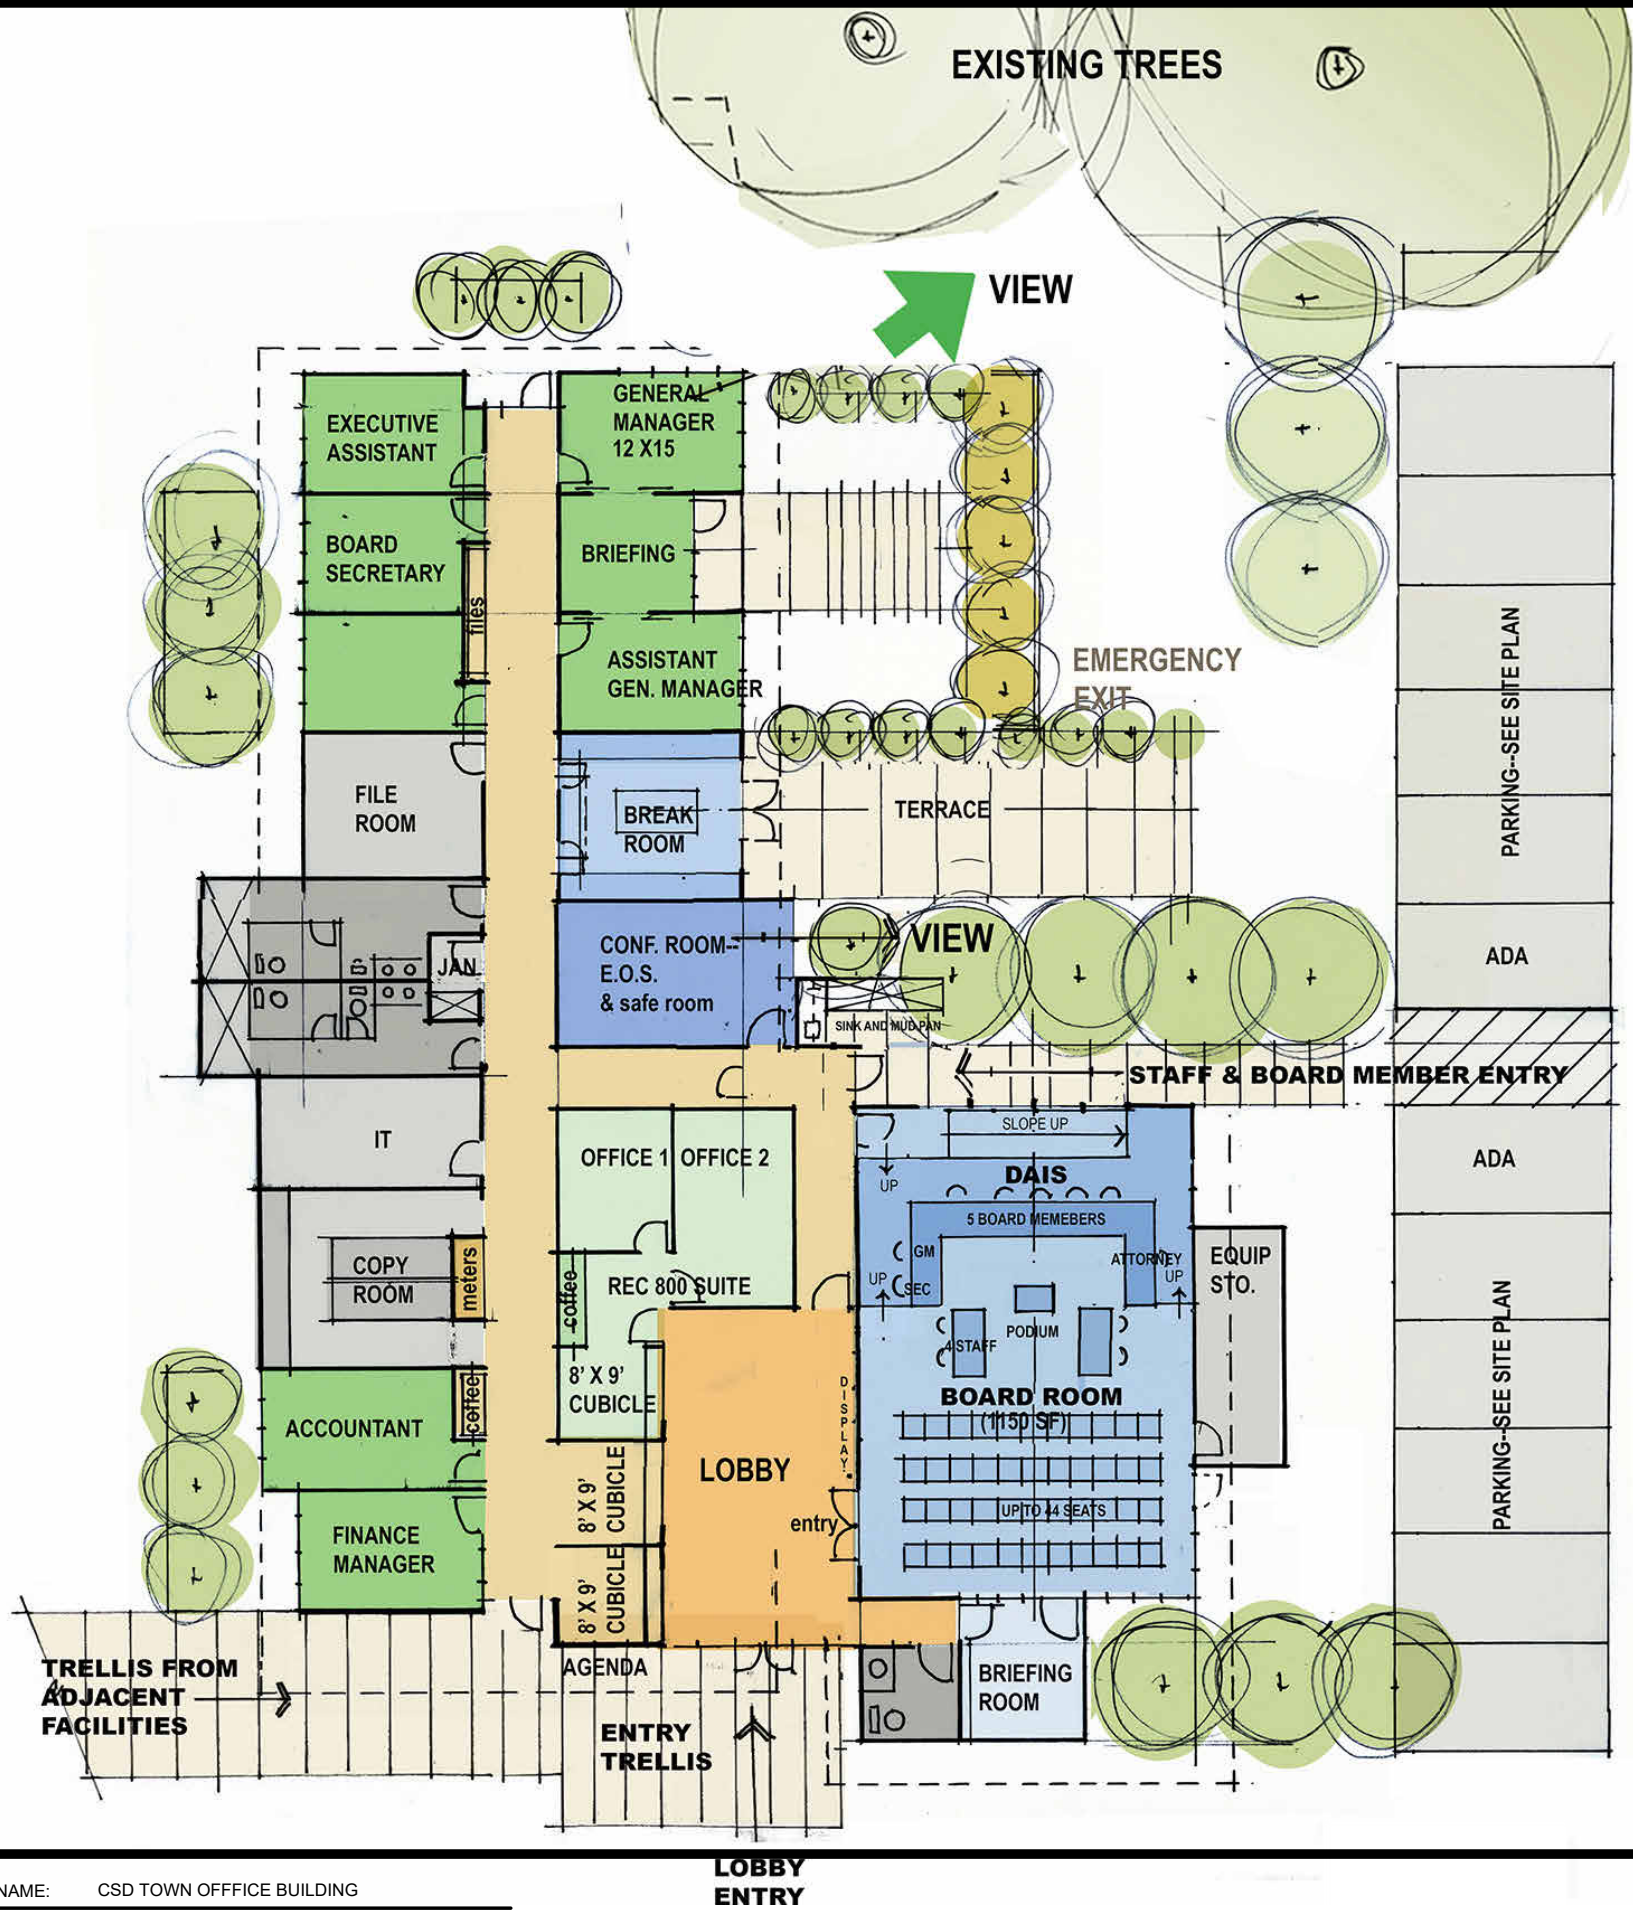 EXISTING TREES
VIEW
GENERAL
MANAGER
12 X15
EXECUTIVE
ASSISTANT
BOARD
SECRETARY
BRIEFING
files
ASSISTANT
GEN. MANAGER
EMERGENCY
EXIT
PARKING--SEE SITE PLAN
FILE
ROOM
BREAK
ROOM
TERRACE
CONF. ROOM--
E.O.S.
& safe room
VIEW
JAN
ADA
SINK AND MUD PAN
STAFF & BOARD MEMBER ENTRY
IT
OFFICE 1
OFFICE 2
SLOPE UP
DAIS
UP
ADA
5 BOARD MEMEBERS
GM
ATTORNEY
EQUIP
STO.
COPY
ROOM
meters
coffee
REC 800 SUITE
UP
SEC
UP
PODIUM
4 STAFF
PARKING--SEE SITE PLAN
8' X 9'
CUBICLE
DISPLAY!
BOARD ROOM
(1150 SF)
ACCOUNTANT
coffee
LOBBY
8' X 9'
CUBICLE
UP TO 44 SEATS
entry
FINANCE
MANAGER
8' X 9'
CUBICLE
TRELLIS FROM
ADJACENT
FACILITIES
AGENDA
BRIEFING
ROOM
ENTRY
TRELLIS
LOBBY
ENTRY
NAME: CSD TOWN OFFFICE BUILDING